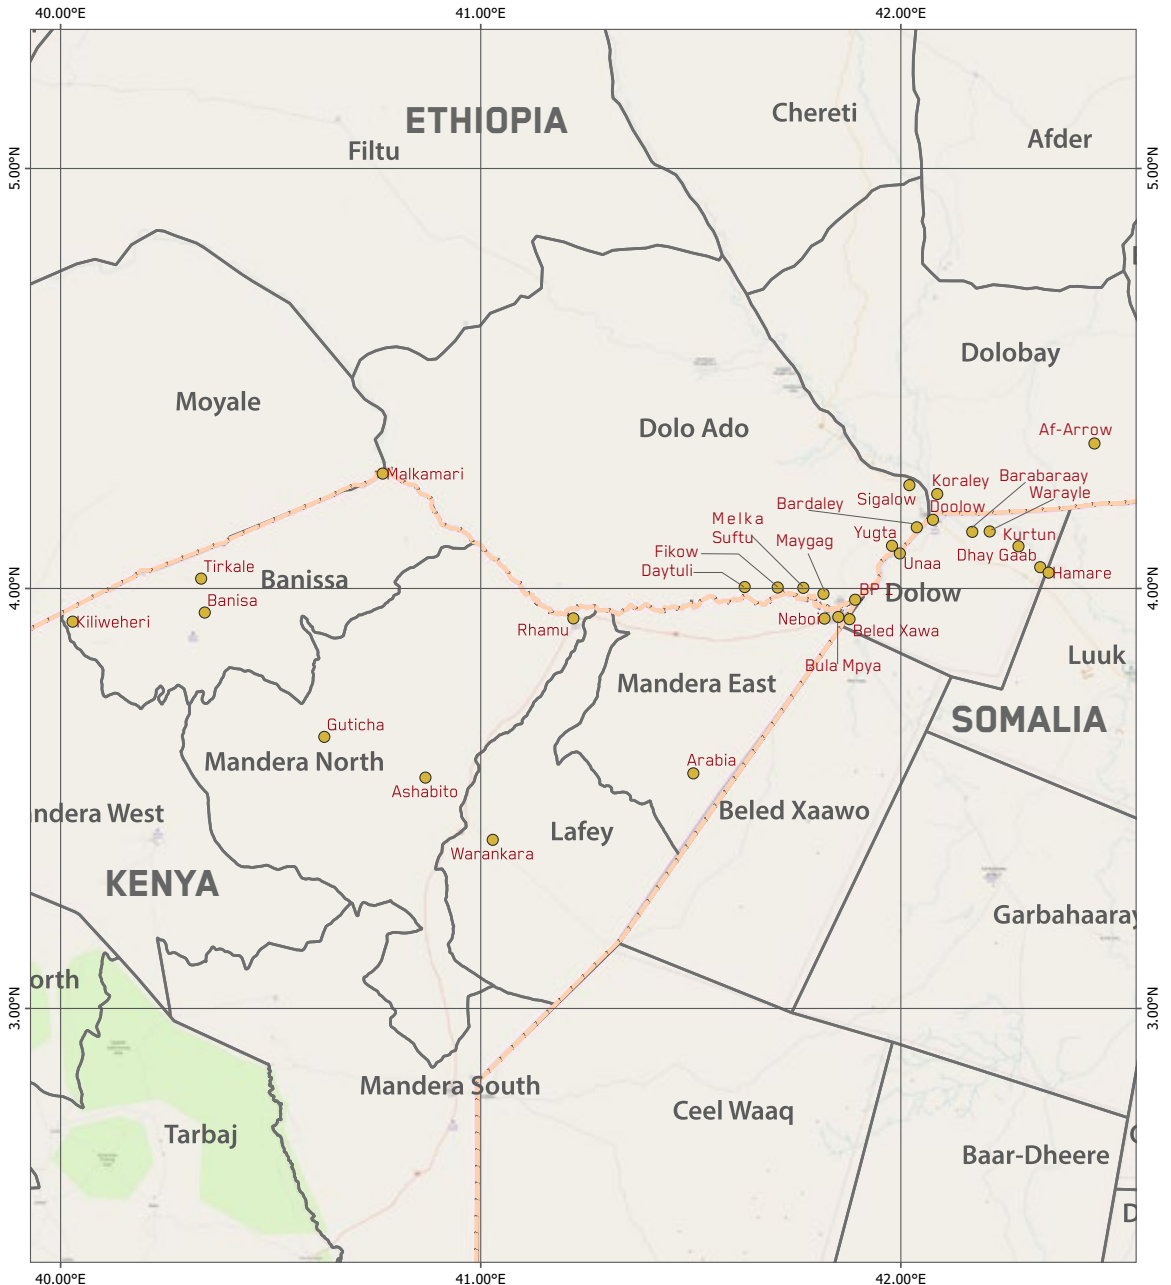 40.00°E
41.00°E
42.00°E
ETHIOPIA
Chereti
Afder
Filtu
5.00°N
5.00°N
Dolobay
Moyale
Dolo Ado
Af-Arrow
Malkamari
Koraley
Barabaraay
Sigalow
Warayle
Bardaley
Doolow
Melka
Suftu
Yugta
Kurtun
Maygag
Fikow
Dhay Gaab
Unaa
Daytuli
Hamare
Tirkale
Banissa
4.00°N
4.00°N
BP 1
Dolow
Banisa
Kiliweheri
Rhamu
Neboi
Beled Xawa
Bula Mpya
Luuk
Mandera East
SOMALIA
Guticha
Mandera North
Arabia
Ashabito
ndera West
Beled Xaawo
Lafey
Warankara
KENYA
Garbahaaray
orth
3.00°N
3.00°N
Mandera South
Ceel Waaq
Tarbaj
Baar-Dheere
D
40.00°E
41.00°E
42.00°E